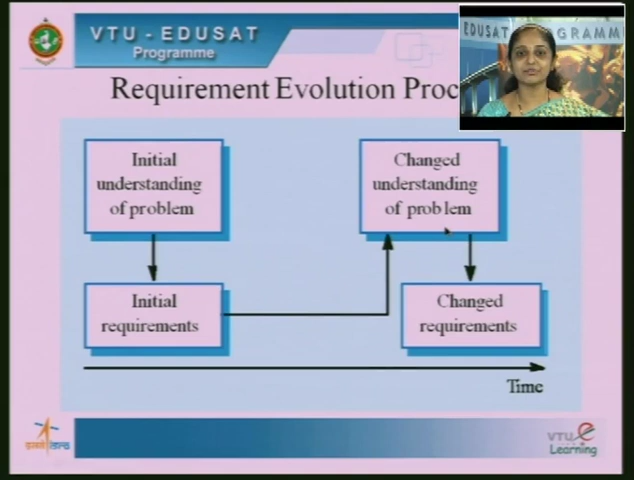 VTU - EDUSAT
Programme
EDUSAT PROGRAMM
Requirement Evolution Proc
Initial
understanding
of problem
Changed
understanding
of problem
Initial
requirements
Changed
requirements
Time
VTU e
Learning